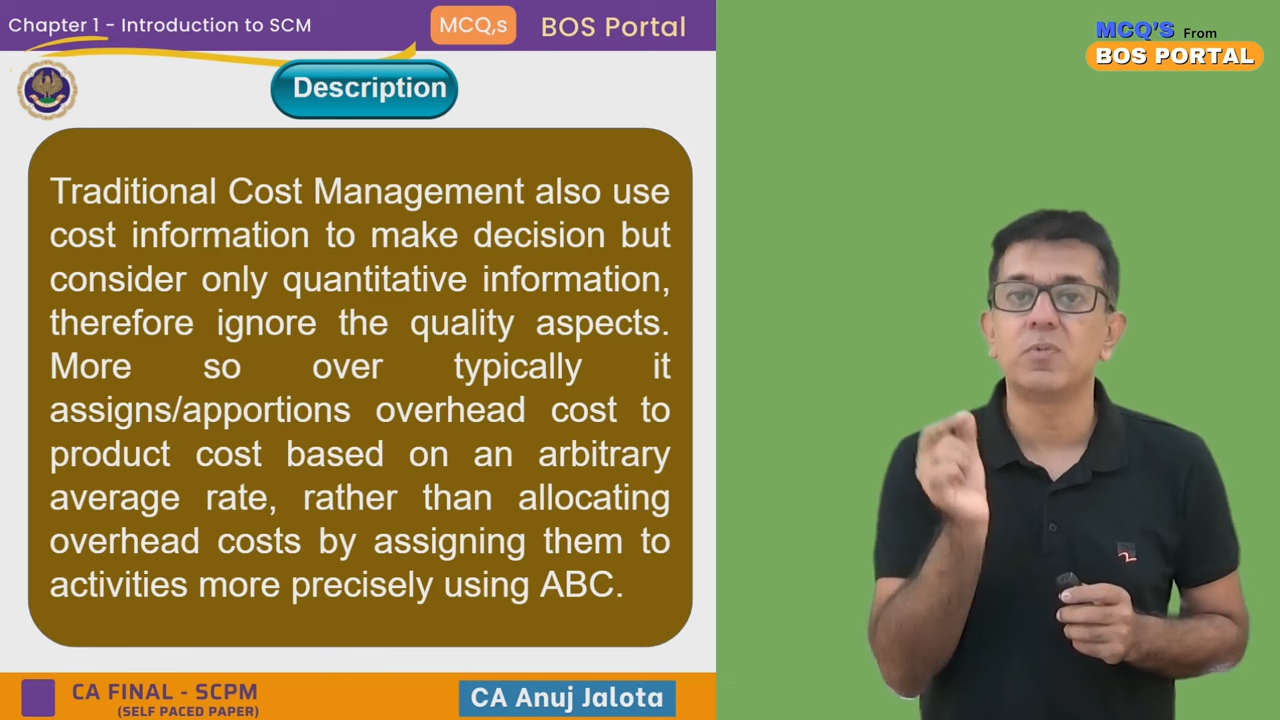 Chapter 1 - Introduction to SCM
MCQ,s
BOS Portal
MCQ'S From
BOS PORTAL
Description
Traditional Cost Management also use
cost information to make decision but
consider only quantitative information,
therefore ignore the quality aspects.
More so over typically it
assigns/apportions overhead cost to
product cost based on an arbitrary
average rate, rather than allocating
overhead costs by assigning them to
activities more precisely using ABC.
CA FINAL - SCPM
(SELF PACED PAPER)
CA Anuj Jalota